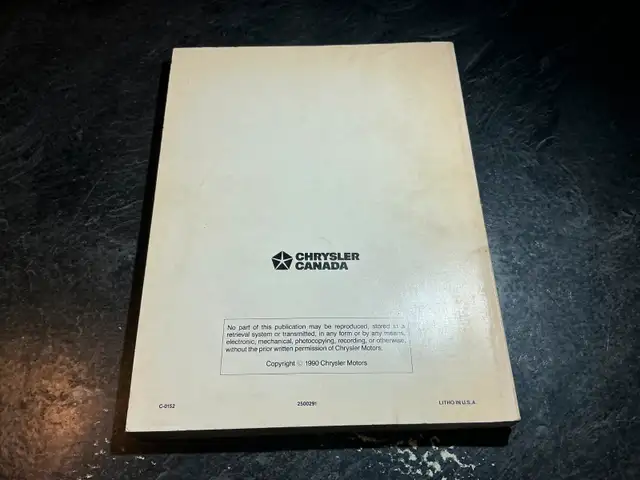 CHRYSLER
CANADA
No part of this publication may be reproduced, stored in a
retrieval system or transmitted, in any form or by any means,
electronic, mechanical, photocopying, recording, or otherwise,
without the prior written permission of Chrysler Motors.
Copyright © 1990 Chrysler Motors
C-0152 2500291 LITHO IN U.S.A.